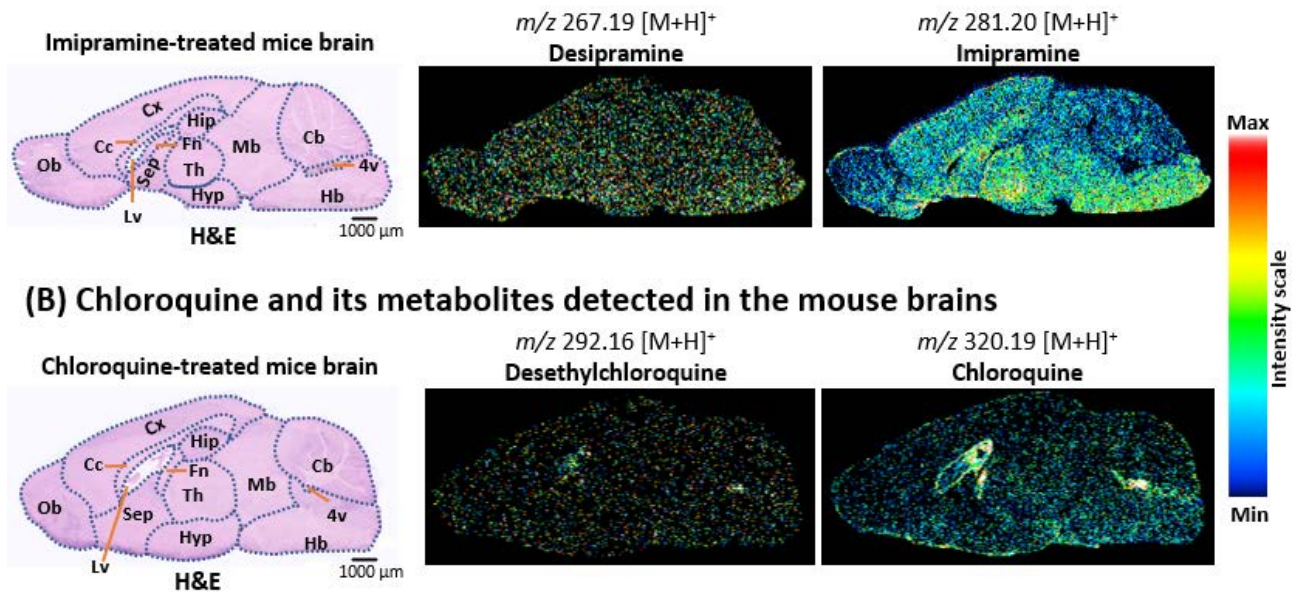 Imipramine-treated mice brain
m/z 267.19 [M+H]⁺
Desipramine
m/z 281.20 [M+H]⁺
Imipramine
Cx
Hip
Cc
Fn
Mb
Cb
Ob
Sep
Th
4v
Hyp
Hb
Lv
H&E
1000 µm
Max
Intensity scale
Min
(B) Chloroquine and its metabolites detected in the mouse brains
Chloroquine-treated mice brain
m/z 292.16 [M+H]⁺
Desethylchloroquine
m/z 320.19 [M+H]⁺
Chloroquine
Cx
Hip
Cc
Fn
Cb
Th
Mb
Ob
Sep
4v
Hyp
Hb
Lv
H&E
1000 µm